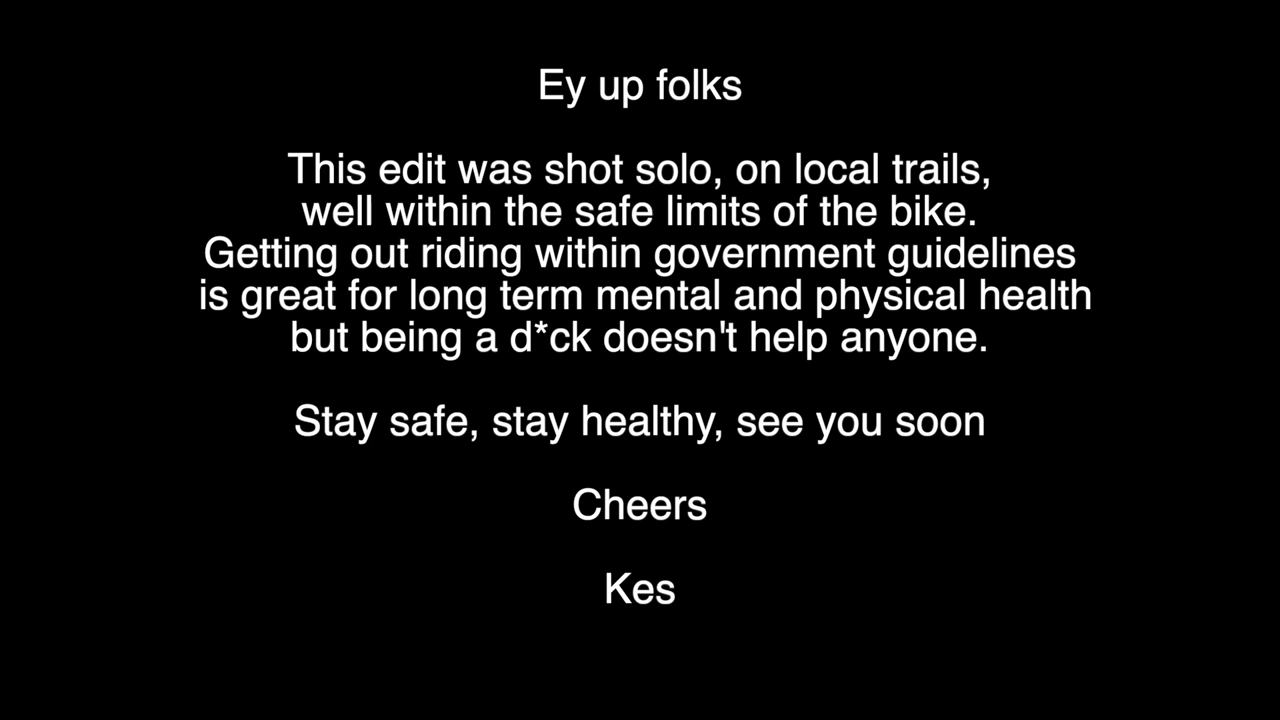 Ey up folks
This edit was shot solo, on local trails,
well within the safe limits of the bike.
Getting out riding within government guidelines
is great for long term mental and physical health
but being a d*ck doesn't help anyone.
Stay safe, stay healthy, see you soon
Cheers
Kes